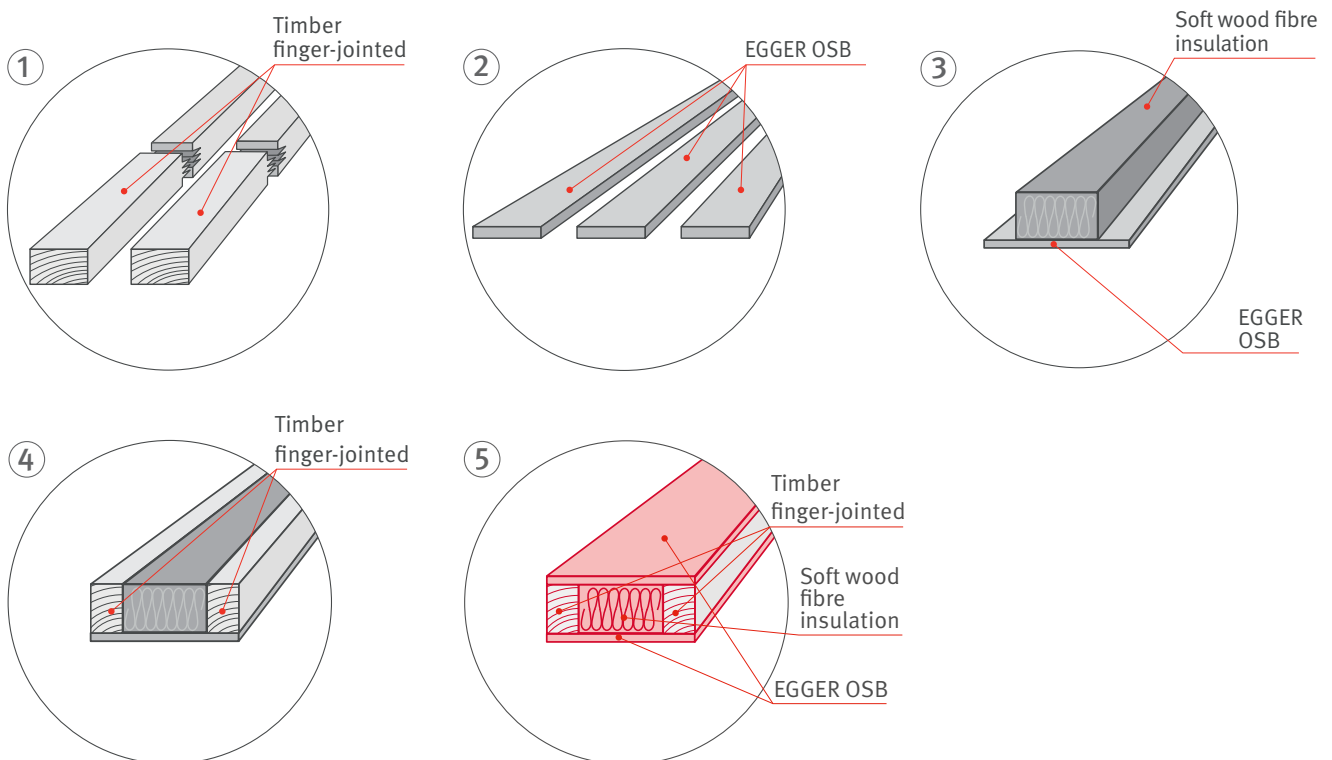 1
Timber
finger-jointed
2
EGGER OSB
3
Soft wood fibre
insulation
EGGER
OSB
4
Timber
finger-jointed
5
Timber
finger-jointed
Soft wood
fibre
insulation
EGGER OSB